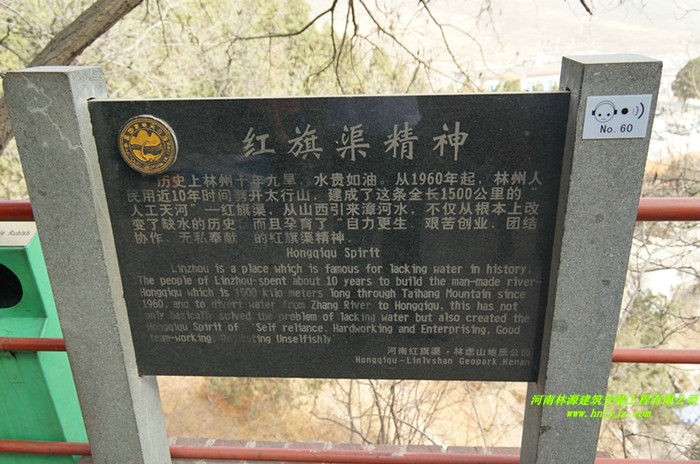 红旗渠精神
历史上林州十年九旱，水贵如油。从1960年起，林州人
民用近10年时间劈开太行山，建成了这条全长1500公里的"
人工天河"—红旗渠，从山西引来漳河水，不仅从根本上改
变了缺水的历史，而且孕育了"自力更生、艰苦创业、团结
协作、无私奉献"的红旗渠精神。
Hongqiqu Spirit
Linzhou is a place which is famous for lacking water in history.
The people of Linzhou spent about 10 years to build the man-made river-
Hongqiqu which is 1500 kilo meters long through Taihang Mountain since
1960, and to divert water from Zhang River to Hongqiqu, this has not
only basically solved the problem of lacking water but also created the
Hongqiqu Spirit of "Self reliance, Hardworking and Enterprising, Good
team-working, Unselfishly
河南红旗渠·林虑山地质公园
Hongqiqu-Linlvshan Geopark,Henan
No. 60
Rubbish
河南林源建筑安装工程有限公司